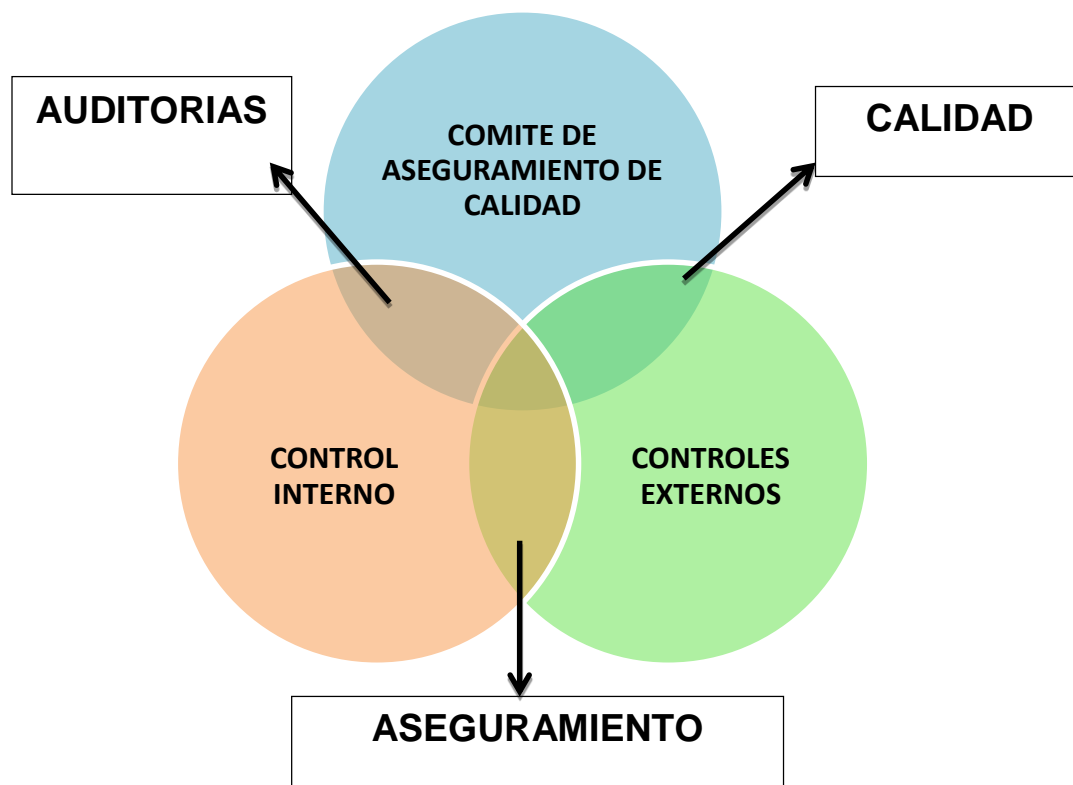 AUDITORIAS
CALIDAD
COMITE DE
ASEGURAMIENTO DE
CALIDAD
CONTROL
INTERNO
CONTROLES
EXTERNOS
ASEGURAMIENTO